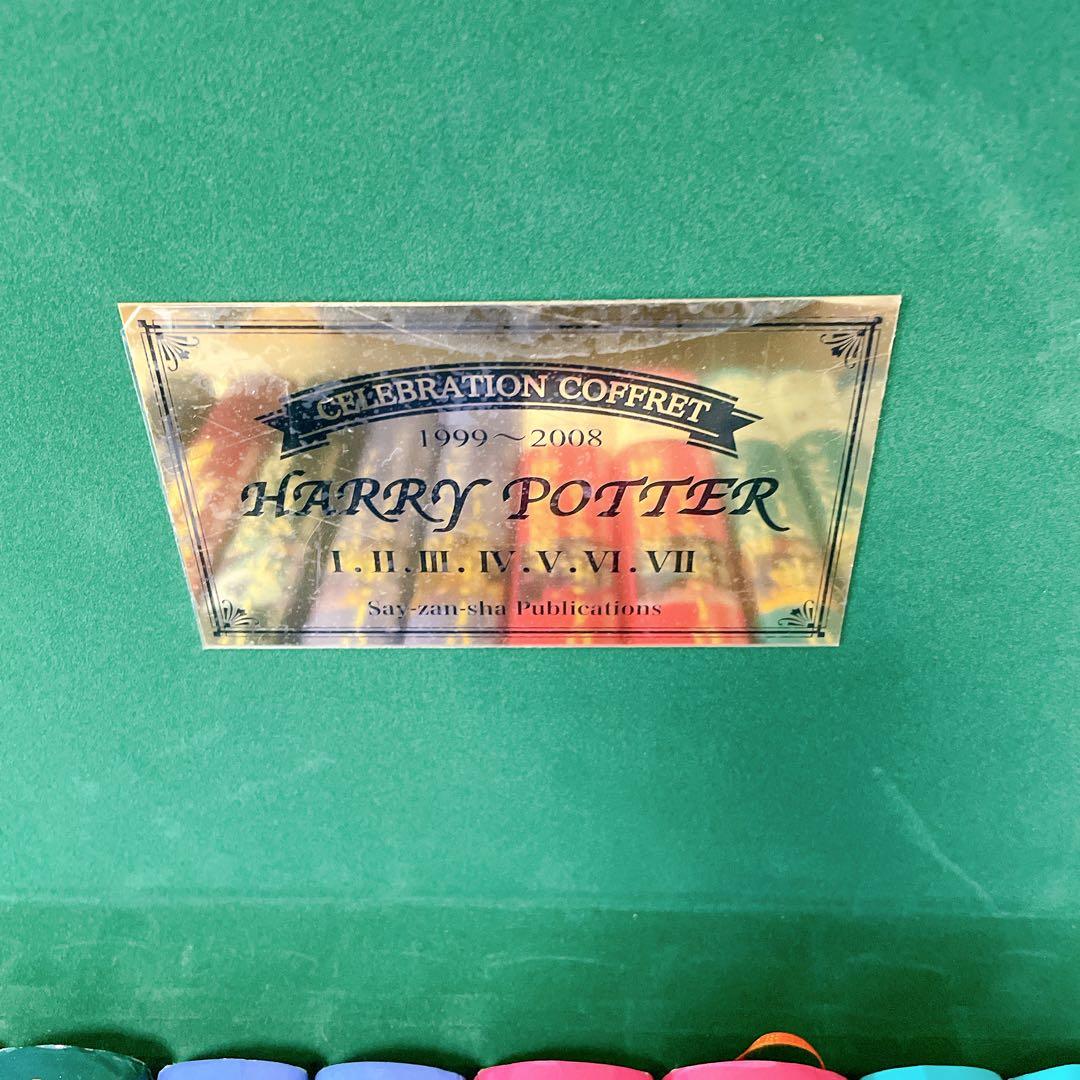 CELEBRATION COFFRET
1999～2008
HARRY POTTER
I.II.III.IV.V.VI.VII
Say-zan-sha Publications